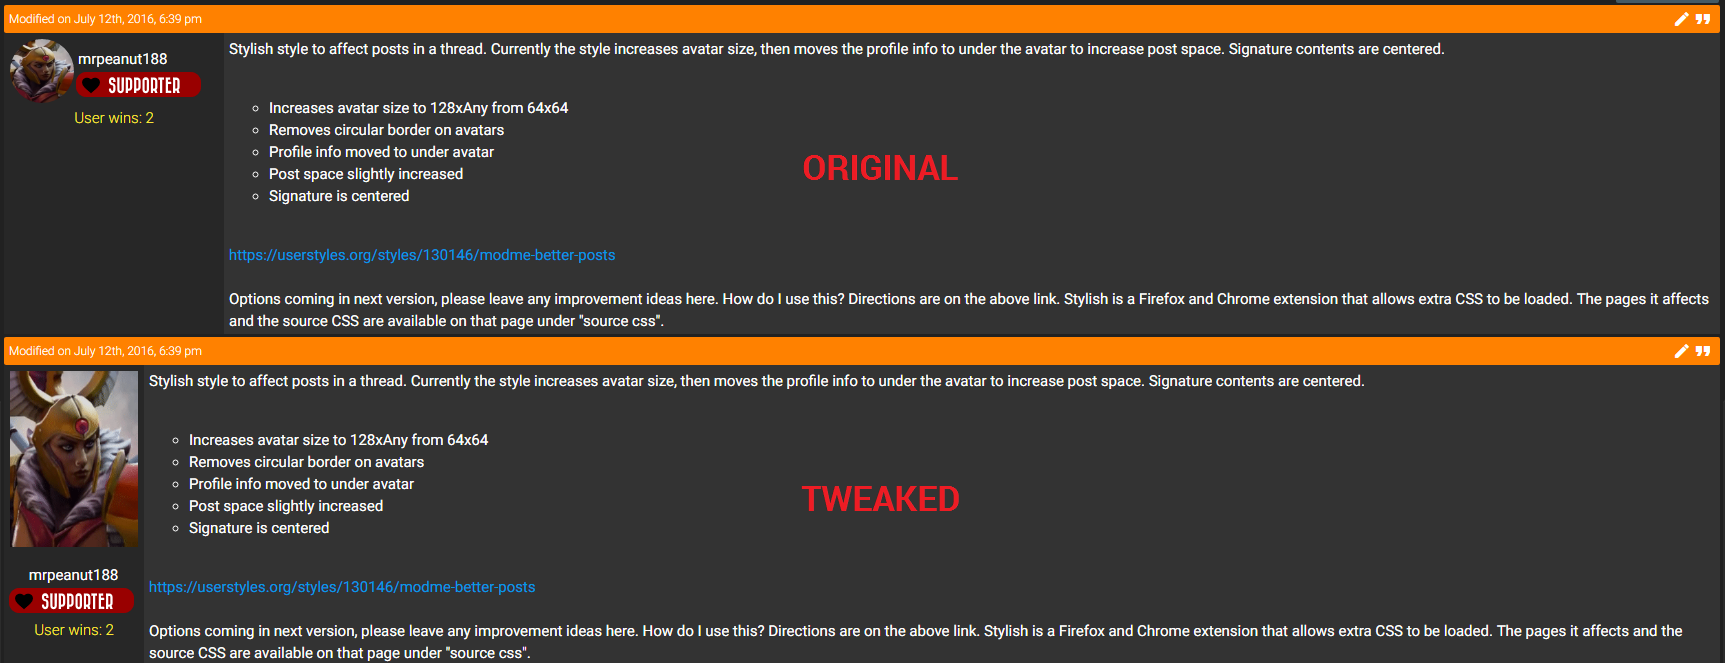 Modified on July 12th, 2016, 6:39 pm
mrpeanut188
SUPPORTER
User wins: 2
Stylish style to affect posts in a thread. Currently the style increases avatar size, then moves the profile info to under the avatar to increase post space. Signature contents are centered.
Increases avatar size to 128xAny from 64x64
Removes circular border on avatars
Profile info moved to under avatar
Post space slightly increased
Signature is centered
ORIGINAL
https://userstyles.org/styles/130146/modme-better-posts
Options coming in next version, please leave any improvement ideas here. How do I use this? Directions are on the above link. Stylish is a Firefox and Chrome extension that allows extra CSS to be loaded. The pages it affects
and the source CSS are available on that page under "source css".
Modified on July 12th, 2016, 6:39 pm
Stylish style to affect posts in a thread. Currently the style increases avatar size, then moves the profile info to under the avatar to increase post space. Signature contents are centered.
Increases avatar size to 128xAny from 64x64
Removes circular border on avatars
Profile info moved to under avatar
Post space slightly increased
Signature is centered
TWEAKED
mrpeanut188
SUPPORTER
User wins: 2
https://userstyles.org/styles/130146/modme-better-posts
Options coming in next version, please leave any improvement ideas here. How do I use this? Directions are on the above link. Stylish is a Firefox and Chrome extension that allows extra CSS to be loaded. The pages it affects and the
source CSS are available on that page under "source css".